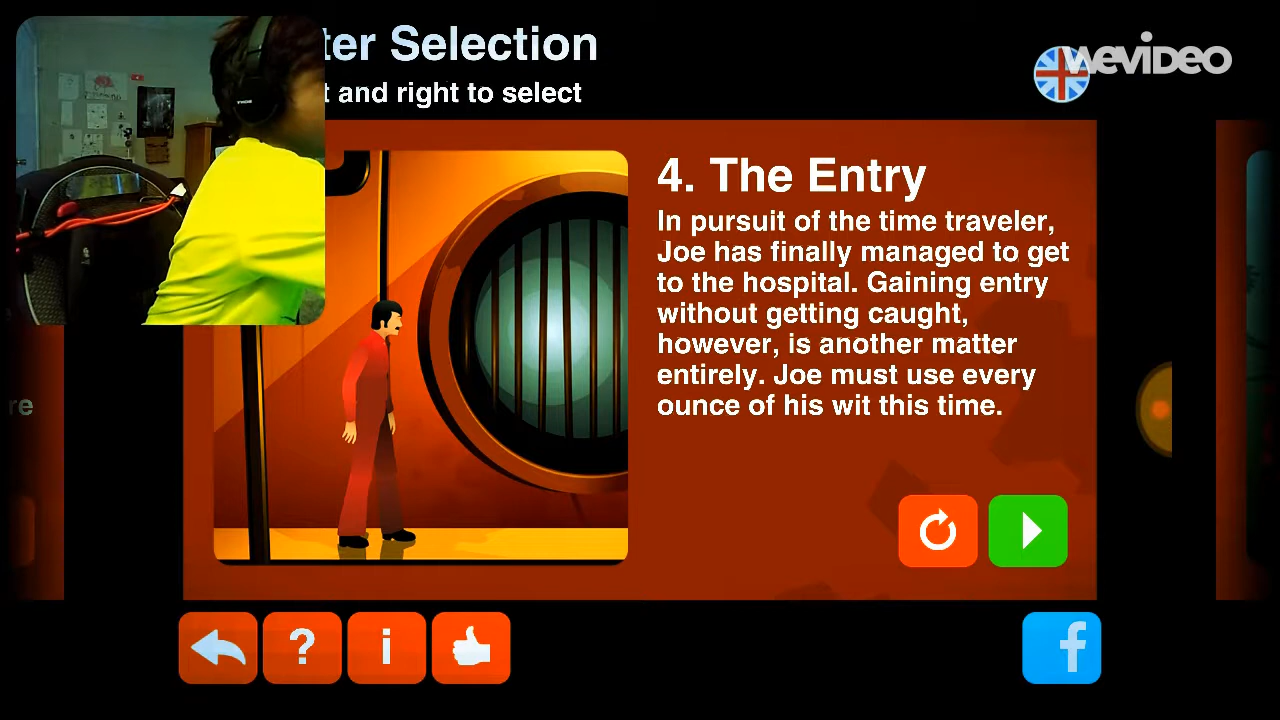 ter Selection
t and right to select
WEVIDEO
4. The Entry
In pursuit of the time traveler,
Joe has finally managed to get
to the hospital. Gaining entry
without getting caught,
however, is another matter
entirely. Joe must use every
ounce of his wit this time.
re
? i
f